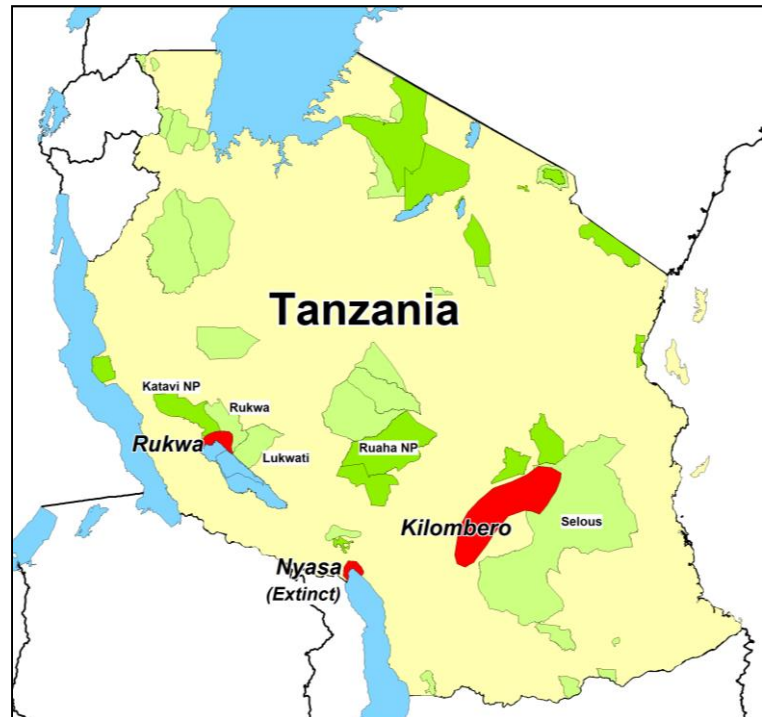 Tanzania
Katavi NP
Rukwa
Rukwa
Lukwati
Ruaha NP
Kilombero
Selous
Nyasa
(Extinct)